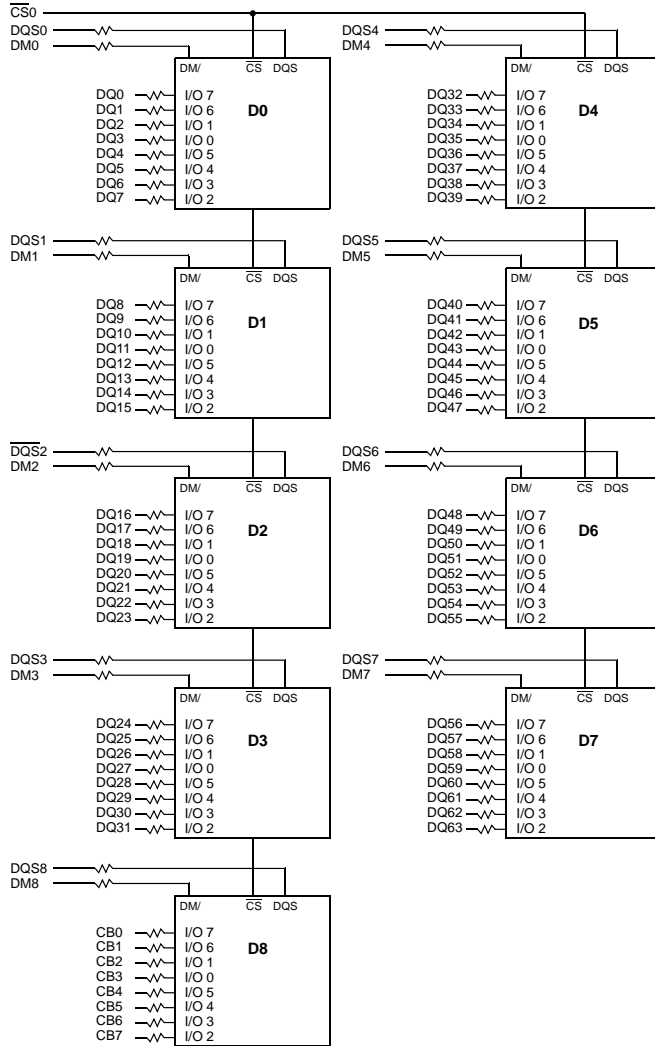 CS0
DQS0
DM0
DM/ CS DQS
D0
DQ0 I/O 7
DQ1 I/O 6
DQ2 I/O 1
DQ3 I/O 0
DQ4 I/O 5
DQ5 I/O 4
DQ6 I/O 3
DQ7 I/O 2
DQS1
DM1
DM/ CS DQS
D1
DQ8 I/O 7
DQ9 I/O 6
DQ10 I/O 1
DQ11 I/O 0
DQ12 I/O 5
DQ13 I/O 4
DQ14 I/O 3
DQ15 I/O 2
DQS2
DM2
DM/ CS DQS
D2
DQ16 I/O 7
DQ17 I/O 6
DQ18 I/O 1
DQ19 I/O 0
DQ20 I/O 5
DQ21 I/O 4
DQ22 I/O 3
DQ23 I/O 2
DQS3
DM3
DM/ CS DQS
D3
DQ24 I/O 7
DQ25 I/O 6
DQ26 I/O 1
DQ27 I/O 0
DQ28 I/O 5
DQ29 I/O 4
DQ30 I/O 3
DQ31 I/O 2
DQS8
DM8
DM/ CS DQS
D8
CB0 I/O 7
CB1 I/O 6
CB2 I/O 1
CB3 I/O 0
CB4 I/O 5
CB5 I/O 4
CB6 I/O 3
CB7 I/O 2
DQS4
DM4
DM/ CS DQS
D4
DQ32 I/O 7
DQ33 I/O 6
DQ34 I/O 1
DQ35 I/O 0
DQ36 I/O 5
DQ37 I/O 4
DQ38 I/O 3
DQ39 I/O 2
DQS5
DM5
DM/ CS DQS
D5
DQ40 I/O 7
DQ41 I/O 6
DQ42 I/O 1
DQ43 I/O 0
DQ44 I/O 5
DQ45 I/O 4
DQ46 I/O 3
DQ47 I/O 2
DQS6
DM6
DM/ CS DQS
D6
DQ48 I/O 7
DQ49 I/O 6
DQ50 I/O 1
DQ51 I/O 0
DQ52 I/O 5
DQ53 I/O 4
DQ54 I/O 3
DQ55 I/O 2
DQS7
DM7
DM/ CS DQS
D7
DQ56 I/O 7
DQ57 I/O 6
DQ58 I/O 1
DQ59 I/O 0
DQ60 I/O 5
DQ61 I/O 4
DQ62 I/O 3
DQ63 I/O 2